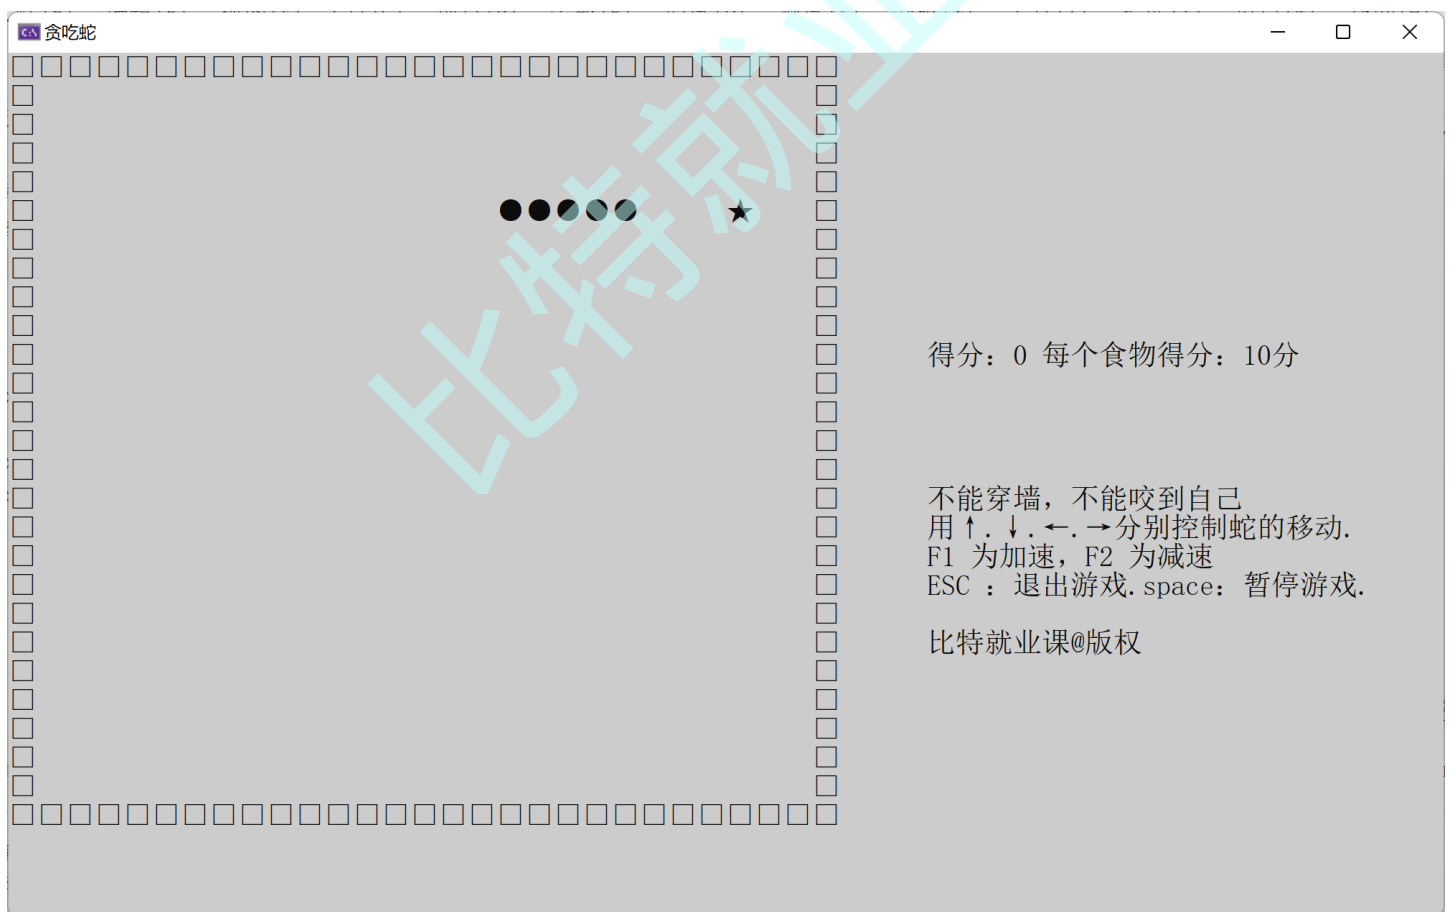 贪吃蛇
得分：0 每个食物得分：10分
不能穿墙，不能咬到自己
用↑.↓.←.→分别控制蛇的移动.
F1 为加速，F2 为减速
ESC ：退出游戏.space：暂停游戏.
比特就业课@版权
比特就业